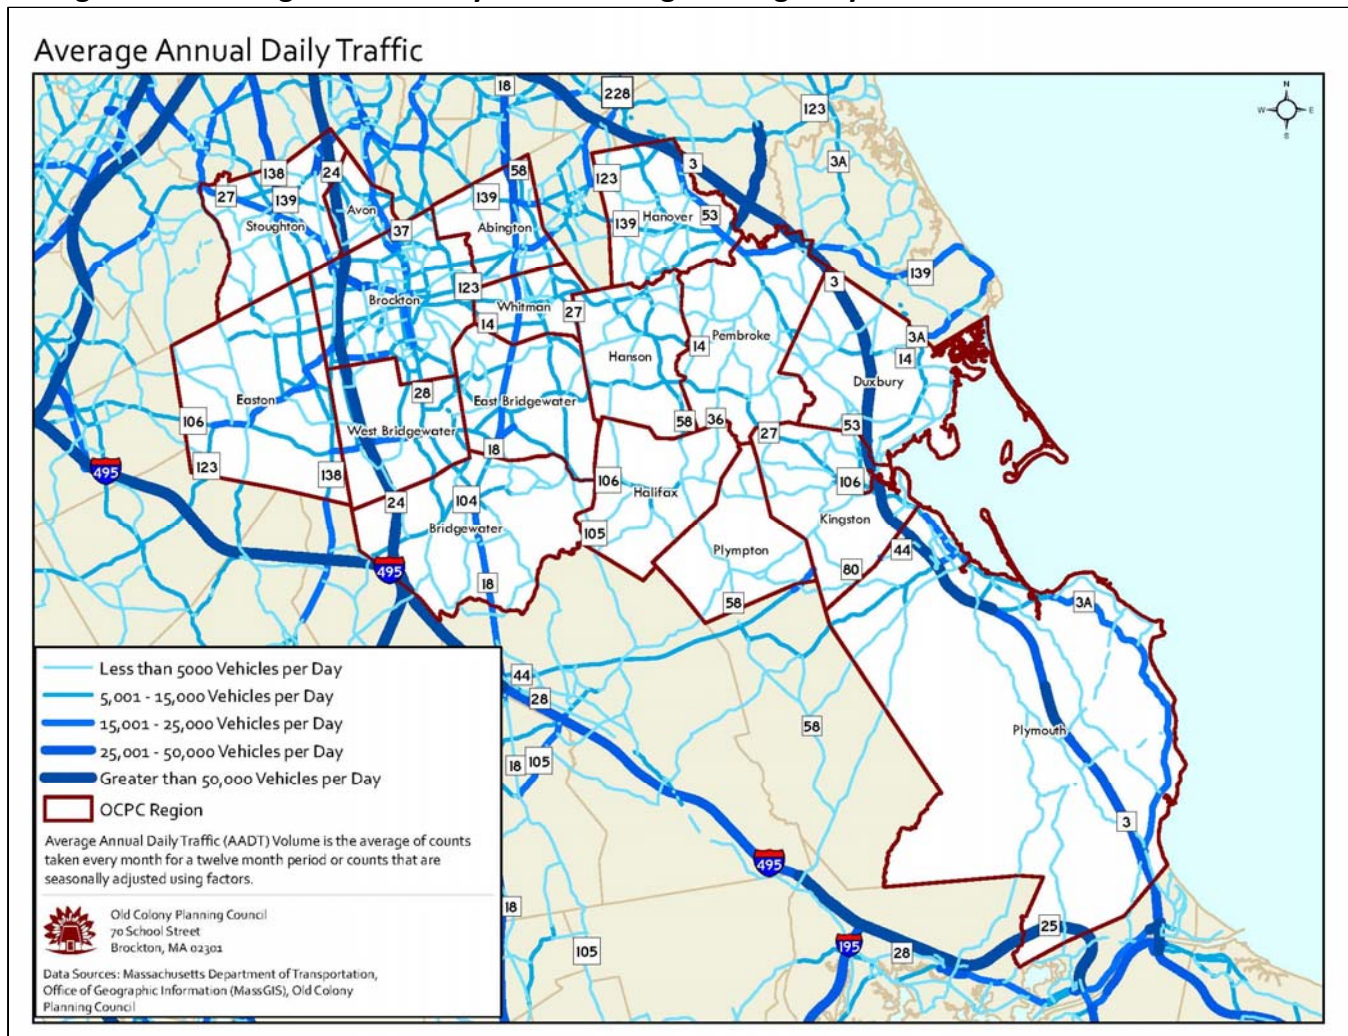 Average Annual Daily Traffic
N
W
E
S
18
228
123
3A
138
24
58
3
27
139
139
123
Avon
Hanover
53
Stoughton
37
Abington
139
139
Brockton
123
Whitman
27
3
14
Pembroke
3A
14
Hanson
14
Duxbury
28
Easton
East Bridgewater
106
West Bridgewater
58
36
27
53
18
123
138
495
106
106
24
104
Halifax
Bridgewater
105
Kingston
Plympton
44
495
18
80
58
3A
44
28
58
Plymouth
18
105
3
495
18
25
105
195
28
Less than 5000 Vehicles per Day
5,001 - 15,000 Vehicles per Day
15,001 - 25,000 Vehicles per Day
25,001 - 50,000 Vehicles per Day
Greater than 50,000 Vehicles per Day
OCPC Region
Average Annual Daily Traffic (AADT) Volume is the average of counts
taken every month for a twelve month period or counts that are
seasonally adjusted using factors.
Old Colony Planning Council
70 School Street
Brockton, MA 02301
Data Sources: Massachusetts Department of Transportation,
Office of Geographic Information (MassGIS), Old Colony
Planning Council